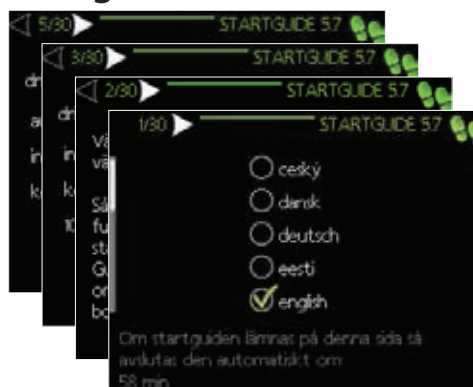 5/30 STARTGUIDE 5.7
3/30 STARTGUIDE 5.7
2/30 STARTGUIDE 5.7
1/30 STARTGUIDE 5.7
český
dansk
deutsch
eesti
english
Om startguiden lämnas på denna sida så
avslutas den automatiskt om
58 min